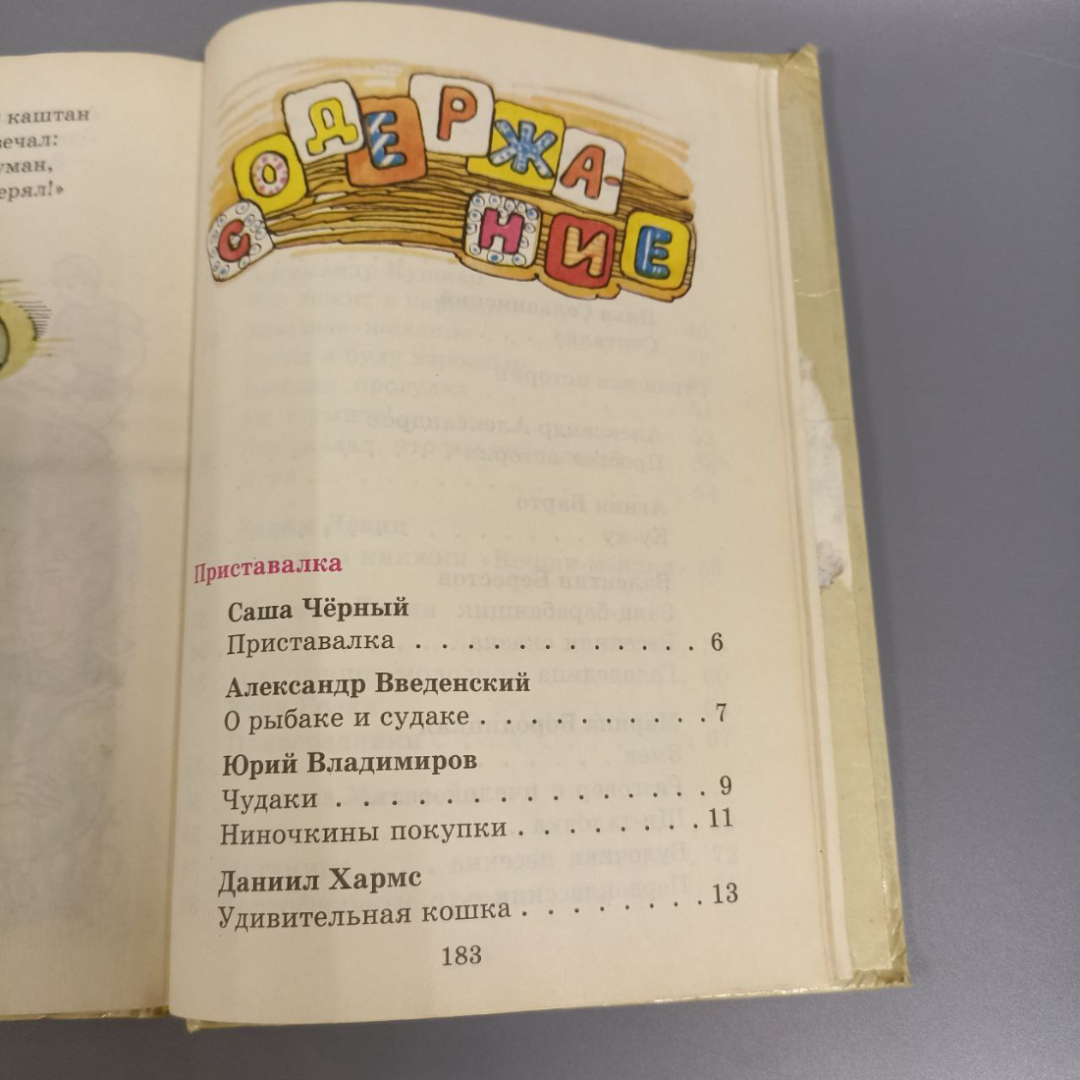 каштан
вечал:
уман,
ерял!»
СОДЕРЖА-
НИЕ
Приставалка
Саша Чёрный
Приставалка . . . . . . . . . . . . . 6
Александр Введенский
О рыбаке и судаке . . . . . . . . . . . 7
Юрий Владимиров
Чудаки . . . . . . . . . . . . . . . . 9
Ниночкины покупки . . . . . . . . 11
Даниил Хармс
Удивительная кошка . . . . . . . . 13
183